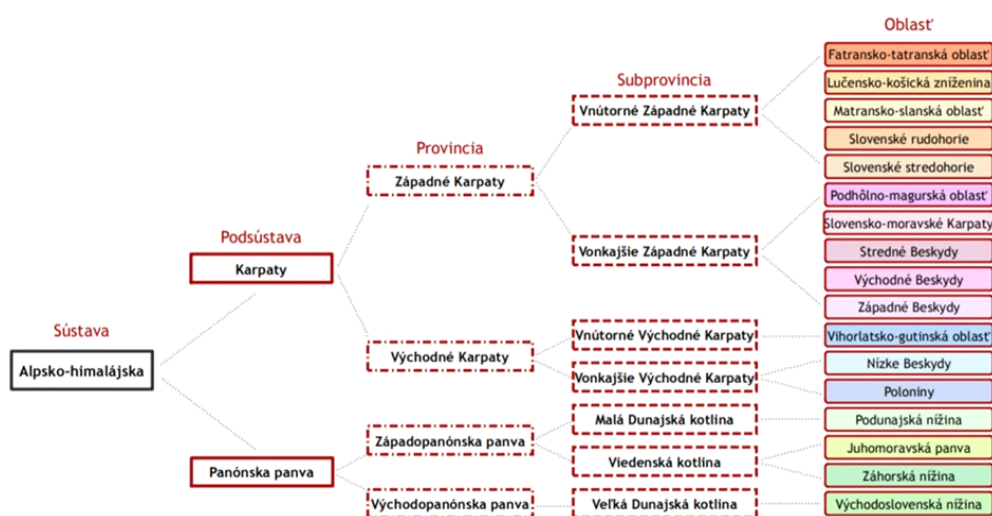 Oblasť
Fatransko-tatranská oblasť
Lučensko-košická zníženina
Subprovincia
Matransko-slanská oblasť
Vnútorné Západné Karpaty
Slovenské rudohorie
Provincia
Slovenské stredohorie
Západné Karpaty
Podhôlno-magurská oblasť
Slovensko-moravské Karpaty
Podsústava
Vonkajšie Západné Karpaty
Stredné Beskydy
Karpaty
Východné Beskydy
Západné Beskydy
Sústava
Vnútorné Východné Karpaty
Vihorlatsko-gutinská oblasť
Východné Karpaty
Nízke Beskydy
Alpsko-himalájska
Vonkajšie Východné Karpaty
Poloniny
Malá Dunajská kotlina
Podunajská nížina
Západopanónska panva
Juhomoravská panva
Viedenská kotlina
Panónska panva
Záhorská nížina
Východopanónska panva
Veľká Dunajská kotlina
Východoslovenská nížina